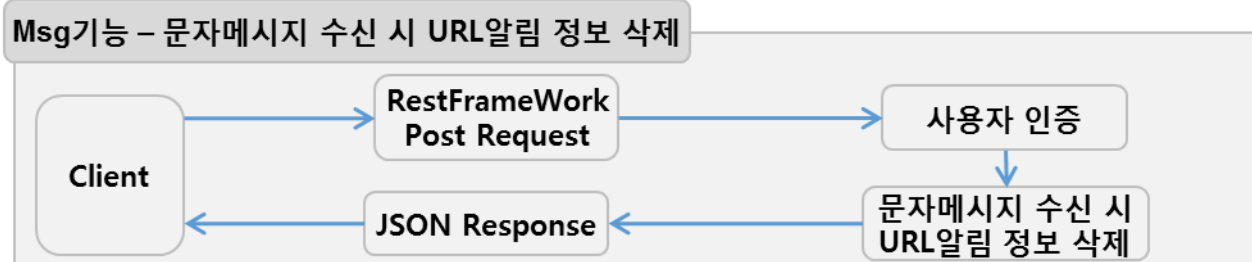 Msg기능 – 문자메시지 수신 시 URL알림 정보 삭제
Client
RestFrameWork
Post Request
사용자 인증
문자메시지 수신 시
URL알림 정보 삭제
JSON Response